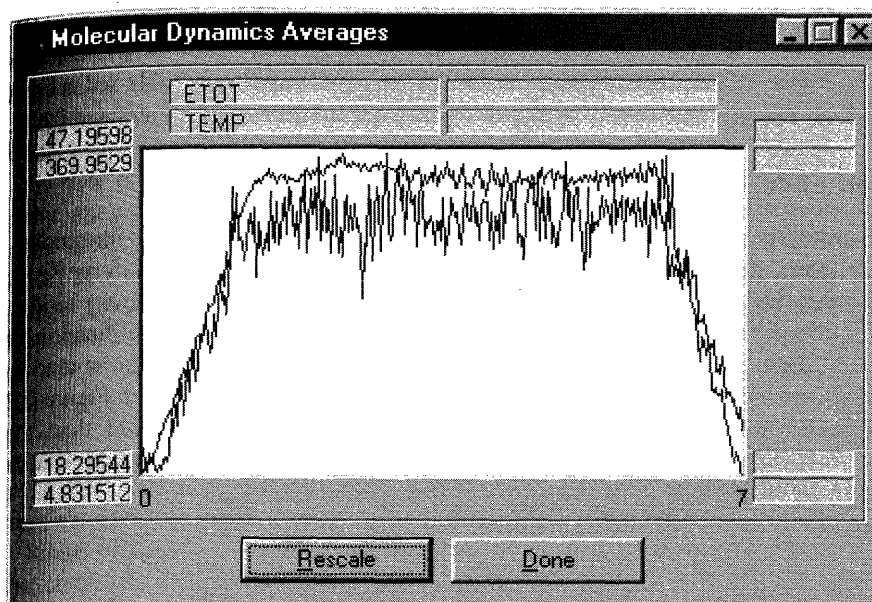 Molecular Dynamics Averages
ETOT
TEMP
47.19598
369.9529
18.29544
4.831512
0 7
Rescale Done